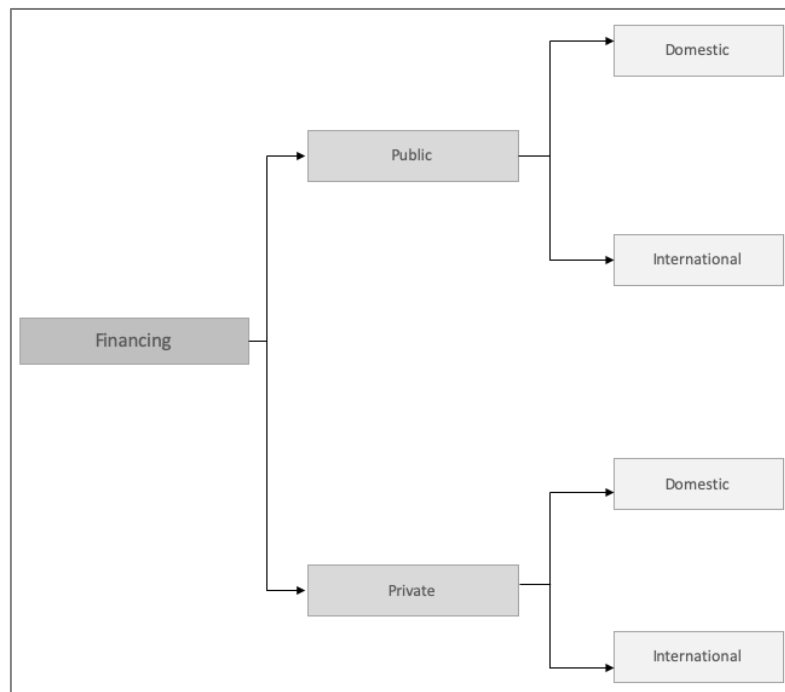 Domestic
Public
International
Financing
Domestic
Private
International